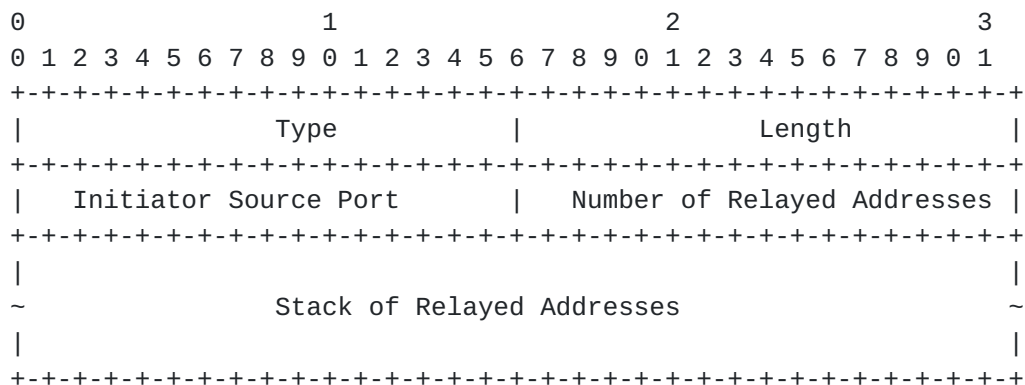 0                   1                   2                   3
0 1 2 3 4 5 6 7 8 9 0 1 2 3 4 5 6 7 8 9 0 1 2 3 4 5 6 7 8 9 0 1
+-+-+-+-+-+-+-+-+-+-+-+-+-+-+-+-+-+-+-+-+-+-+-+-+-+-+-+-+-+-+-+-+
|                Type           |               Length          |
+-+-+-+-+-+-+-+-+-+-+-+-+-+-+-+-+-+-+-+-+-+-+-+-+-+-+-+-+-+-+-+-+
|   Initiator Source Port       |   Number of Relayed Addresses |
+-+-+-+-+-+-+-+-+-+-+-+-+-+-+-+-+-+-+-+-+-+-+-+-+-+-+-+-+-+-+-+-+
|                                                               |
~                Stack of Relayed Addresses                     ~
|                                                               |
+-+-+-+-+-+-+-+-+-+-+-+-+-+-+-+-+-+-+-+-+-+-+-+-+-+-+-+-+-+-+-+-+